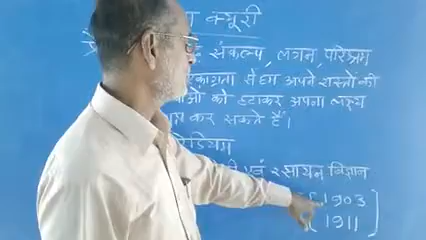 क्यूरी
संकल्प, लगन, परिश्रम
एकाग्रता से हम अपने रास्ते की
को हटाकर अपना लक्ष्य
कर सकते हैं।
रेडियम
एवं रसायन विज्ञान
1903
1911